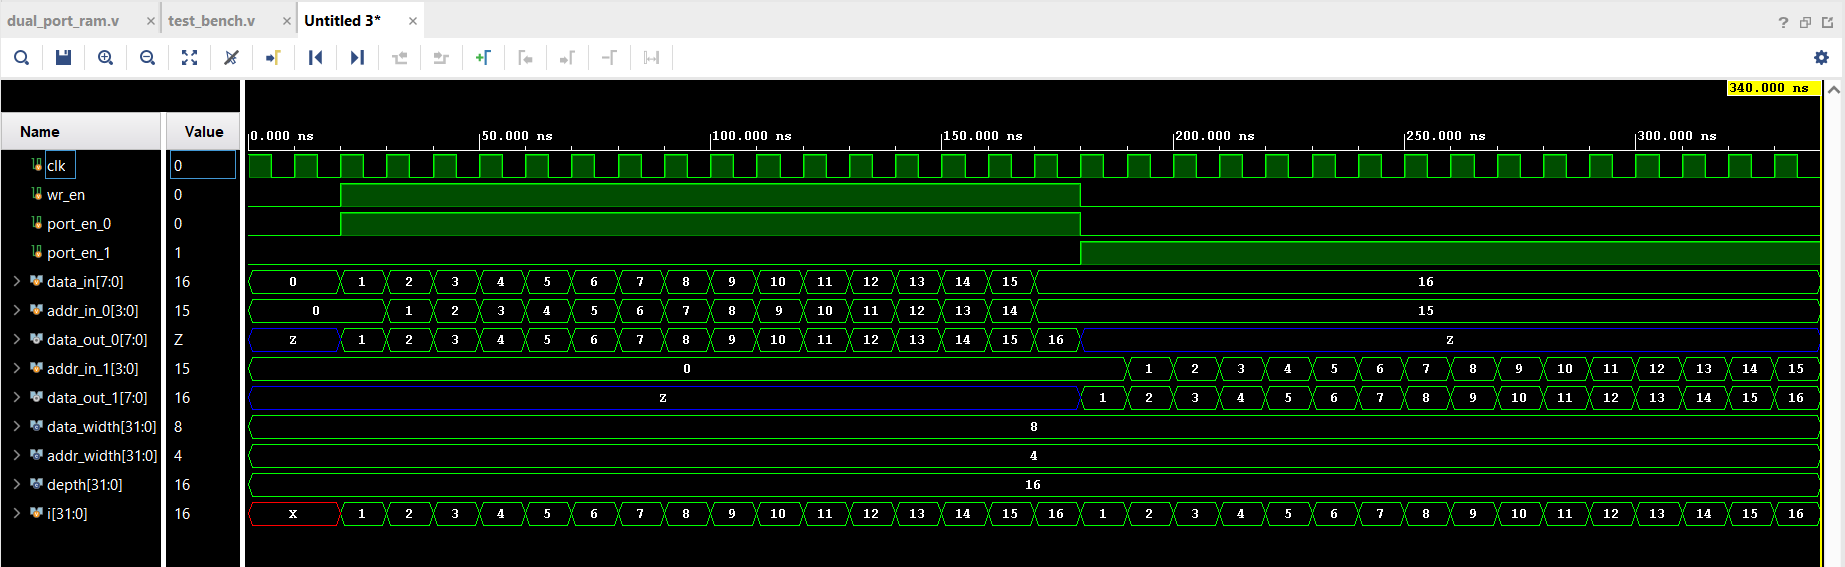 dual_port_ram.v × test_bench.v × Untitled 3* ×
?
340.000 ns
Name Value 0.000 ns 50.000 ns 100.000 ns 150.000 ns 200.000 ns 250.000 ns 300.000 ns
clk 0
wr_en 0
port_en_0 0
port_en_1 1
data_in[7:0] 16 0 1 2 3 4 5 6 7 8 9 10 11 12 13 14 15 16
addr_in_0[3:0] 15 0 1 2 3 4 5 6 7 8 9 10 11 12 13 14 15
data_out_0[7:0] Z Z 1 2 3 4 5 6 7 8 9 10 11 12 13 14 15 16 Z
addr_in_1[3:0] 15 0 1 2 3 4 5 6 7 8 9 10 11 12 13 14 15
data_out_1[7:0] 16 Z 1 2 3 4 5 6 7 8 9 10 11 12 13 14 15 16
data_width[31:0] 8 8
addr_width[31:0] 4 4
depth[31:0] 16 16
i[31:0] 16 X 1 2 3 4 5 6 7 8 9 10 11 12 13 14 15 16 1 2 3 4 5 6 7 8 9 10 11 12 13 14 15 16